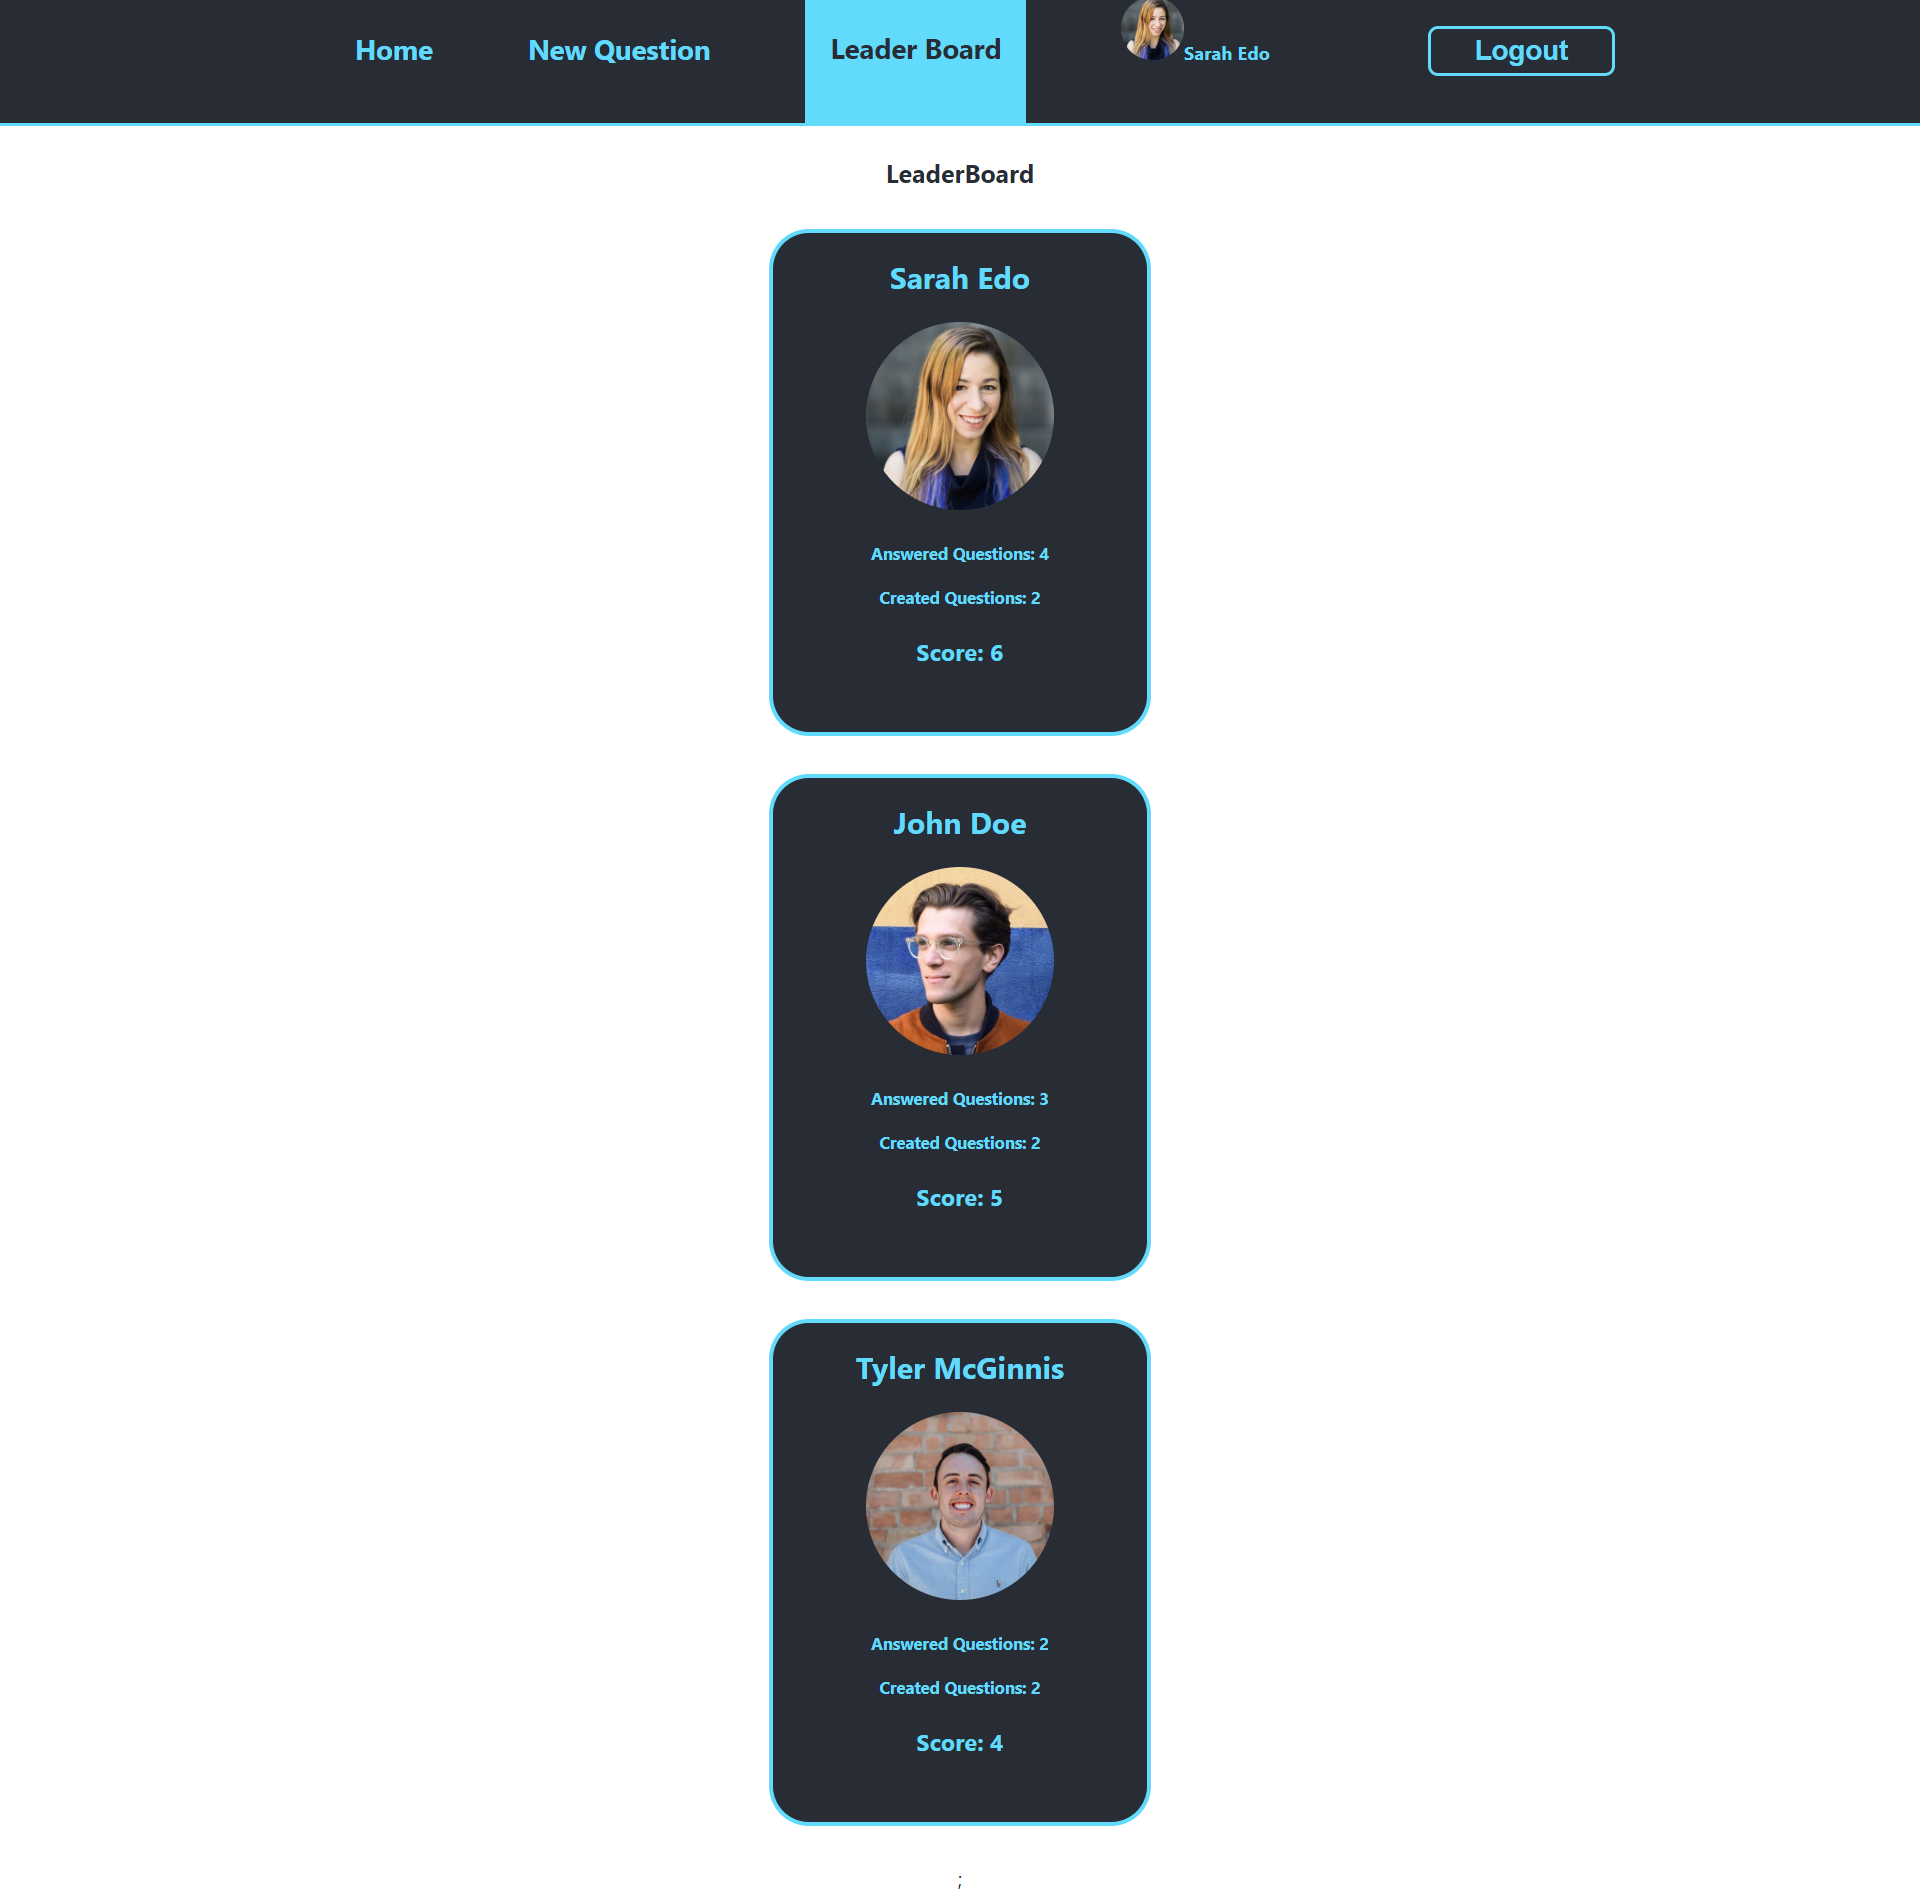 Home New Question Leader Board Sarah Edo Logout
LeaderBoard
Sarah Edo
Answered Questions: 4
Created Questions: 2
Score: 6
John Doe
Answered Questions: 3
Created Questions: 2
Score: 5
Tyler McGinnis
Answered Questions: 2
Created Questions: 2
Score: 4
;